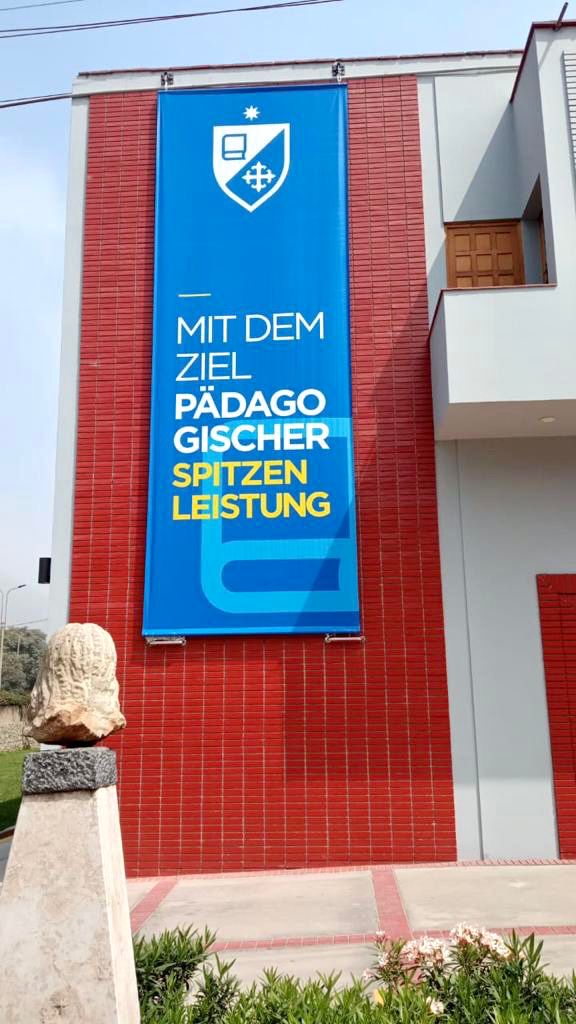 MIT DEM
ZIEL
PÄDAGO
GISCHER
SPITZEN
LEISTUNG